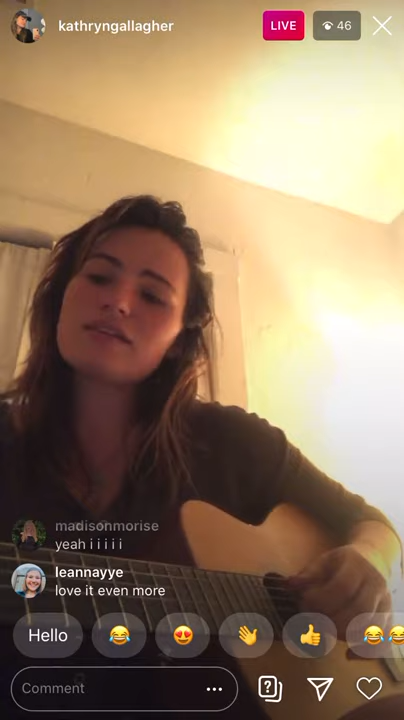 kathryngallagher LIVE 46
madisonmorise
yeah i i i i i
leannayye
love it even more
Hello
Comment